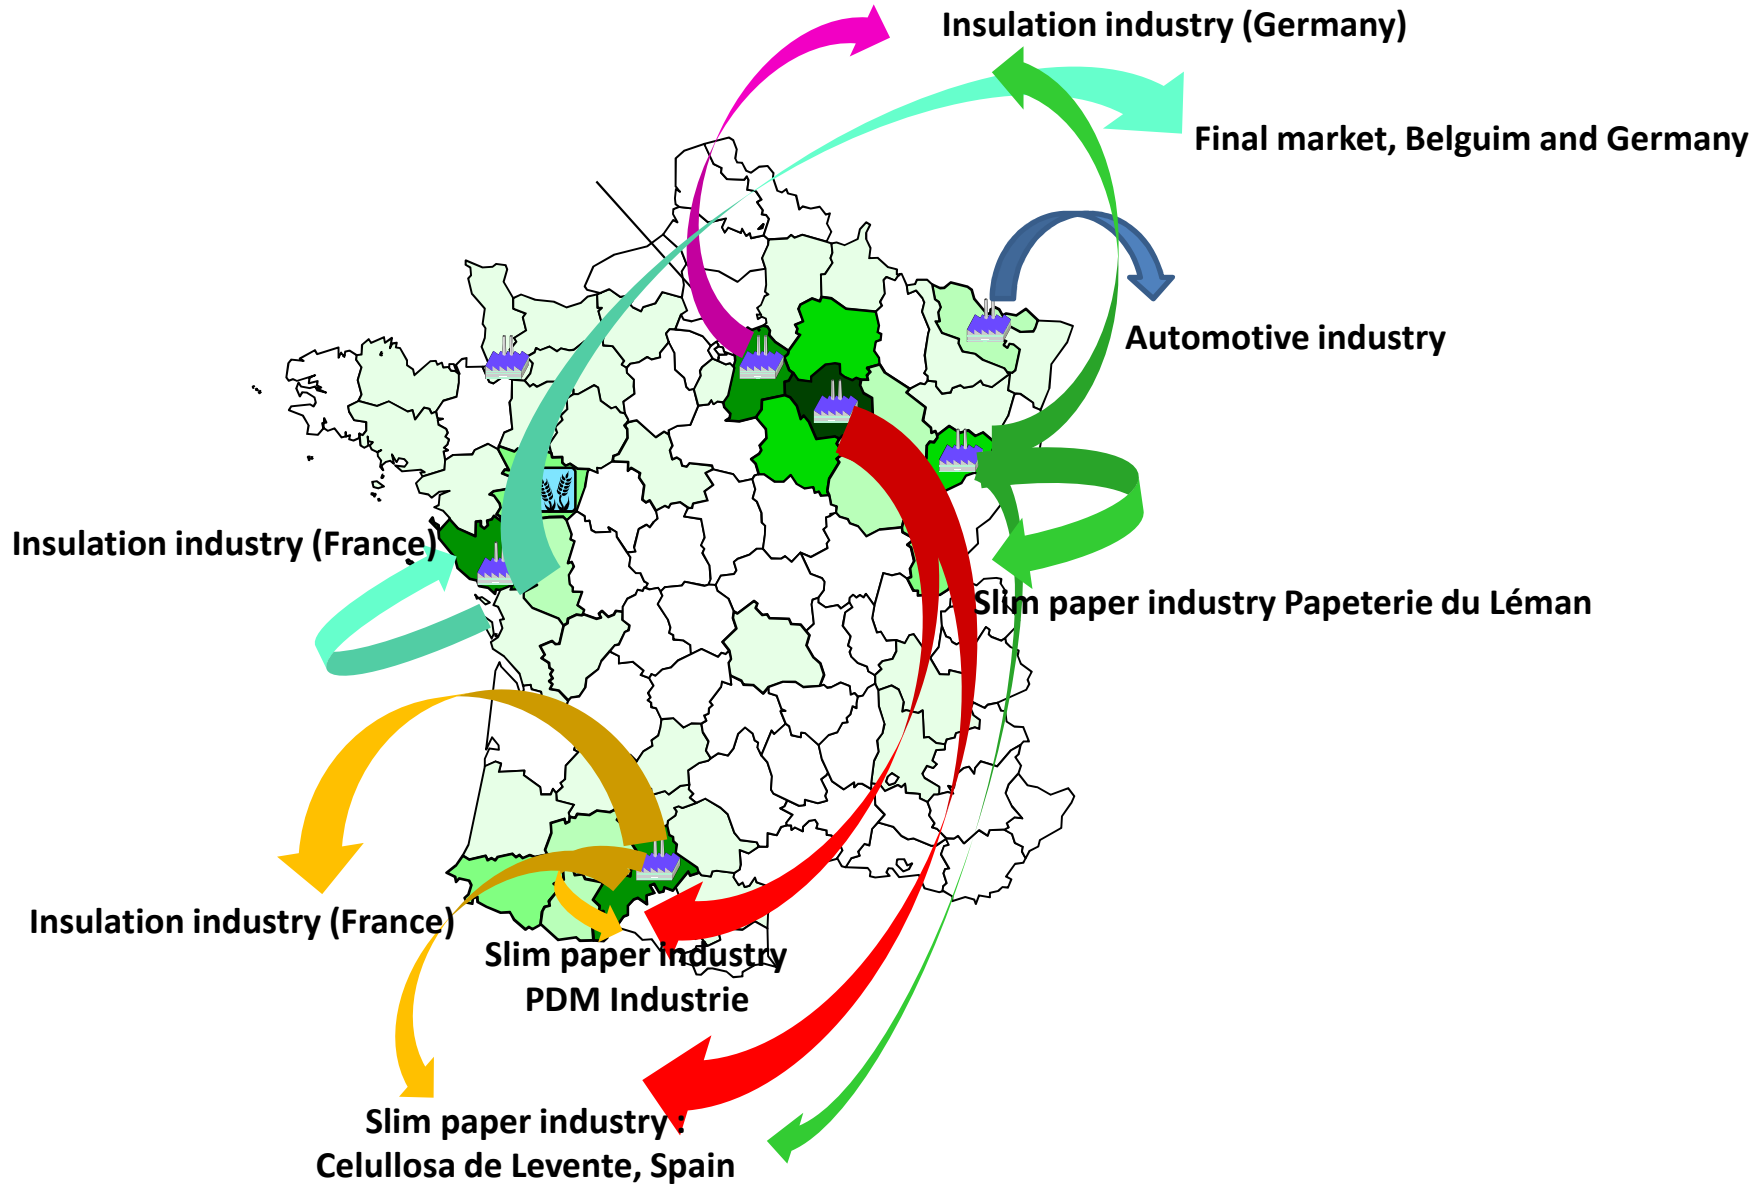 Insulation industry (Germany)
Final market, Belguim and Germany
Automotive industry
Insulation industry (France)
Slim paper industry Papeterie du Léman
Insulation industry (France)
Slim paper industry
PDM Industrie
Slim paper industry :
Celullosa de Levente, Spain